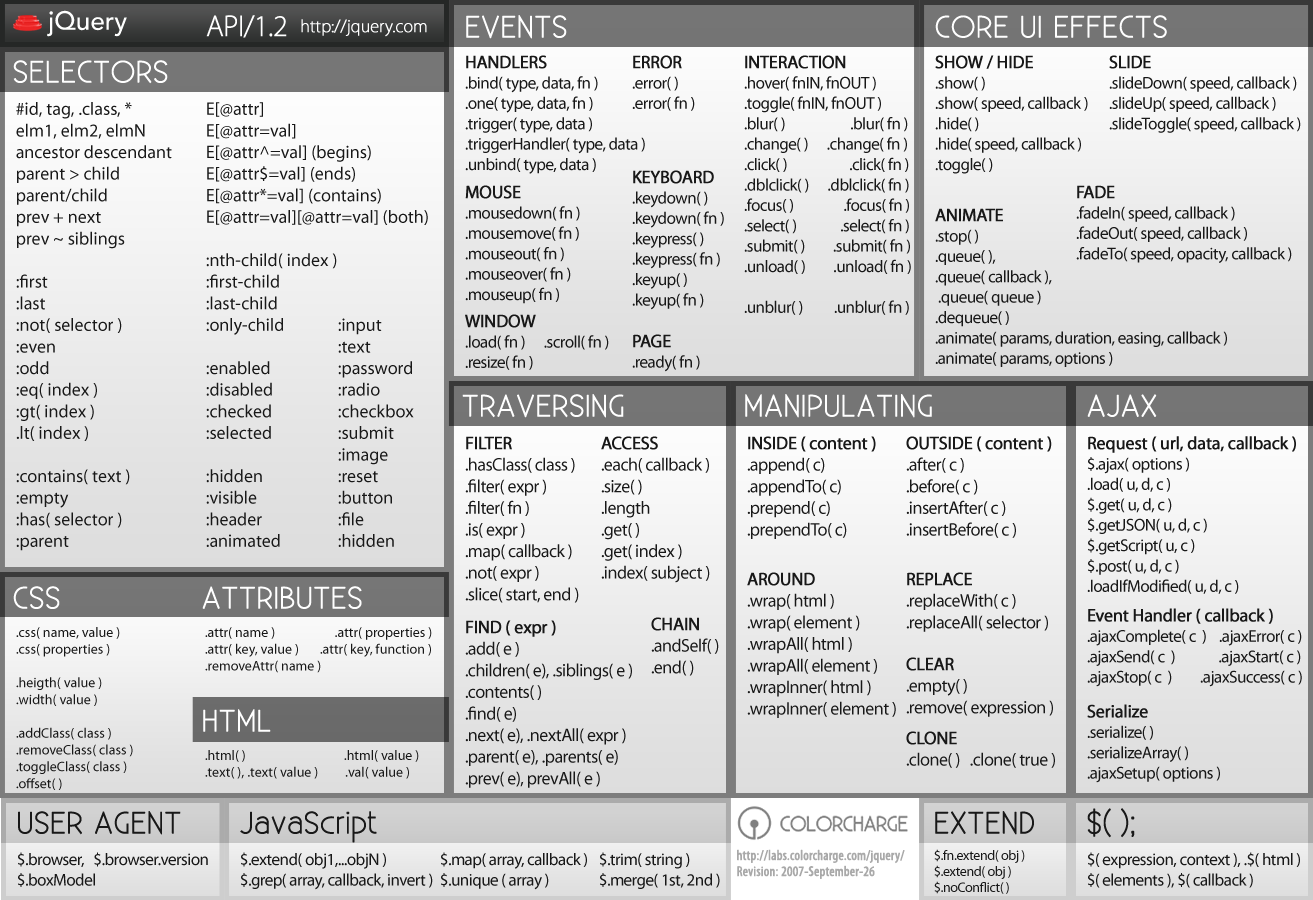 jQuery API/1.2 http://jquery.com
SELECTORS
#id, tag, .class, * E[@attr]
elm1, elm2, elmN E[@attr=val]
ancestor descendant E[@attr^=val] (begins)
parent > child E[@attr$=val] (ends)
parent/child E[@attr*=val] (contains)
prev + next E[@attr=val][@attr=val] (both)
prev ~ siblings
:nth-child( index )
:first :first-child
:last :last-child
:not( selector ) :only-child :input
:even :text
:odd :enabled :password
:eq( index ) :disabled :radio
:gt( index ) :checked :checkbox
.lt( index ) :selected :submit
:image
:contains( text ) :hidden :reset
:empty :visible :button
:has( selector ) :header :file
:parent :animated :hidden
CSS
.css( name, value )
.css( properties )
.heigth( value )
.width( value )
.addClass( class )
.removeClass( class )
.toggleClass( class )
.offset( )
ATTRIBUTES
.attr( name ) .attr( properties )
.attr( key, value ) .attr( key, function )
.removeAttr( name )
HTML
.html( ) .html( value )
.text( ), .text( value ) .val( value )
EVENTS
HANDLERS
.bind( type, data, fn )
.one( type, data, fn )
.trigger( type, data )
.triggerHandler( type, data )
.unbind( type, data )
MOUSE
.mousedown( fn )
.mousemove( fn )
.mouseout( fn )
.mouseover( fn )
.mouseup( fn )
WINDOW
.load( fn ) .scroll( fn )
.resize( fn )
ERROR
.error( )
.error( fn )
KEYBOARD
.keydown( )
.keydown( fn )
.keypress( )
.keypress( fn )
.keyup( )
.keyup( fn )
PAGE
.ready( fn )
INTERACTION
.hover( fnIN, fnOUT )
.toggle( fnIN, fnOUT )
.blur( ) .blur( fn )
.change( ) .change( fn )
.click( ) .click( fn )
.dblclick( ) .dblclick( fn )
.focus( ) .focus( fn )
.select( ) .select( fn )
.submit( ) .submit( fn )
.unload( ) .unload( fn )
.unblur( ) .unblur( fn )
CORE UI EFFECTS
SHOW / HIDE
.show( )
.show( speed, callback )
.hide( )
.hide( speed, callback )
.toggle( )
SLIDE
.slideDown( speed, callback )
.slideUp( speed, callback )
.slideToggle( speed, callback )
ANIMATE
.stop( )
.queue( ),
.queue( callback ),
.queue( queue )
.dequeue( )
.animate( params, duration, easing, callback )
.animate( params, options )
FADE
.fadeIn( speed, callback )
.fadeOut( speed, callback )
.fadeTo( speed, opacity, callback )
TRAVERSING
FILTER
.hasClass( class )
.filter( expr )
.filter( fn )
.is( expr )
.map( callback )
.not( expr )
.slice( start, end )
ACCESS
.each( callback )
.size( )
.length
.get( )
.get( index )
.index( subject )
FIND ( expr )
.add( e )
.children( e), .siblings( e )
.contents( )
.find( e)
.next( e), .nextAll( expr )
.parent( e), .parents( e)
.prev( e), prevAll( e )
CHAIN
.andSelf( )
.end( )
MANIPULATING
INSIDE ( content )
.append( c)
.appendTo( c)
.prepend( c)
.prependTo( c)
OUTSIDE ( content )
.after( c )
.before( c )
.insertAfter( c )
.insertBefore( c )
AROUND
.wrap( html )
.wrap( element )
.wrapAll( html )
.wrapAll( element )
.wrapInner( html )
.wrapInner( element )
REPLACE
.replaceWith( c )
.replaceAll( selector )
CLEAR
.empty( )
.remove( expression )
CLONE
.clone( ) .clone( true )
AJAX
Request ( url, data, callback )
$.ajax( options )
.load( u, d, c )
$.get( u, d, c )
$.getJSON( u, d, c )
$.getScript( u, c )
$.post( u, d, c )
.loadIfModified( u, d, c )
Event Handler ( callback )
.ajaxComplete( c ) .ajaxError( c )
.ajaxSend( c ) .ajaxStart( c )
.ajaxStop( c ) .ajaxSuccess( c )
Serialize
.serialize( )
.serializeArray( )
.ajaxSetup( options )
USER AGENT
$.browser, $.browser.version
$.boxModel
JavaScript
$.extend( obj1,...objN ) $.map( array, callback ) $.trim( string )
$.grep( array, callback, invert ) $.unique ( array ) $.merge( 1st, 2nd )
COLORCHARGE
http://labs.colorcharge.com/jquery/
Revision: 2007-September-26
EXTEND
$.fn.extend( obj )
$.extend( obj )
$.noConflict( )
$( );
$( expression, context ), .$( html )
$( elements ), $( callback )